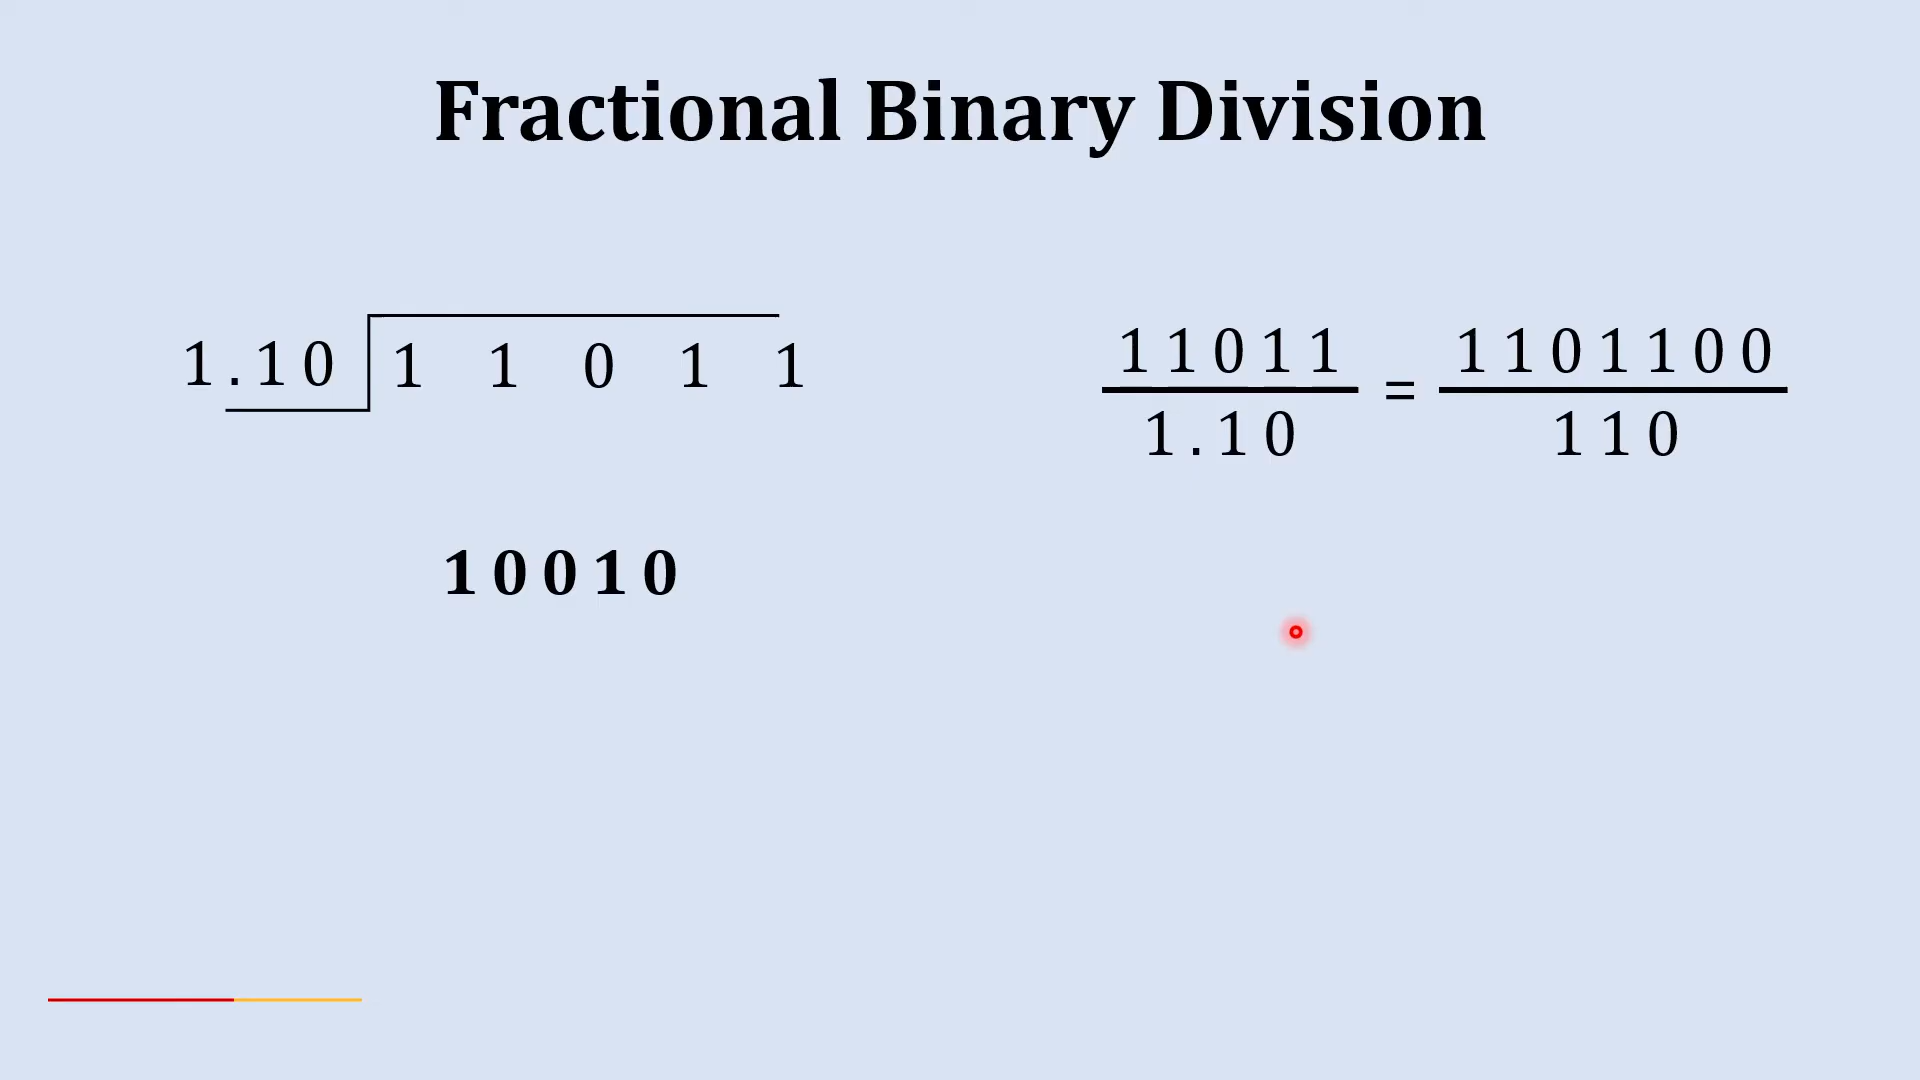 Fractional Binary Division
1.10 1 1 0 1 1
11011 = 1101100
1.10 110
10010